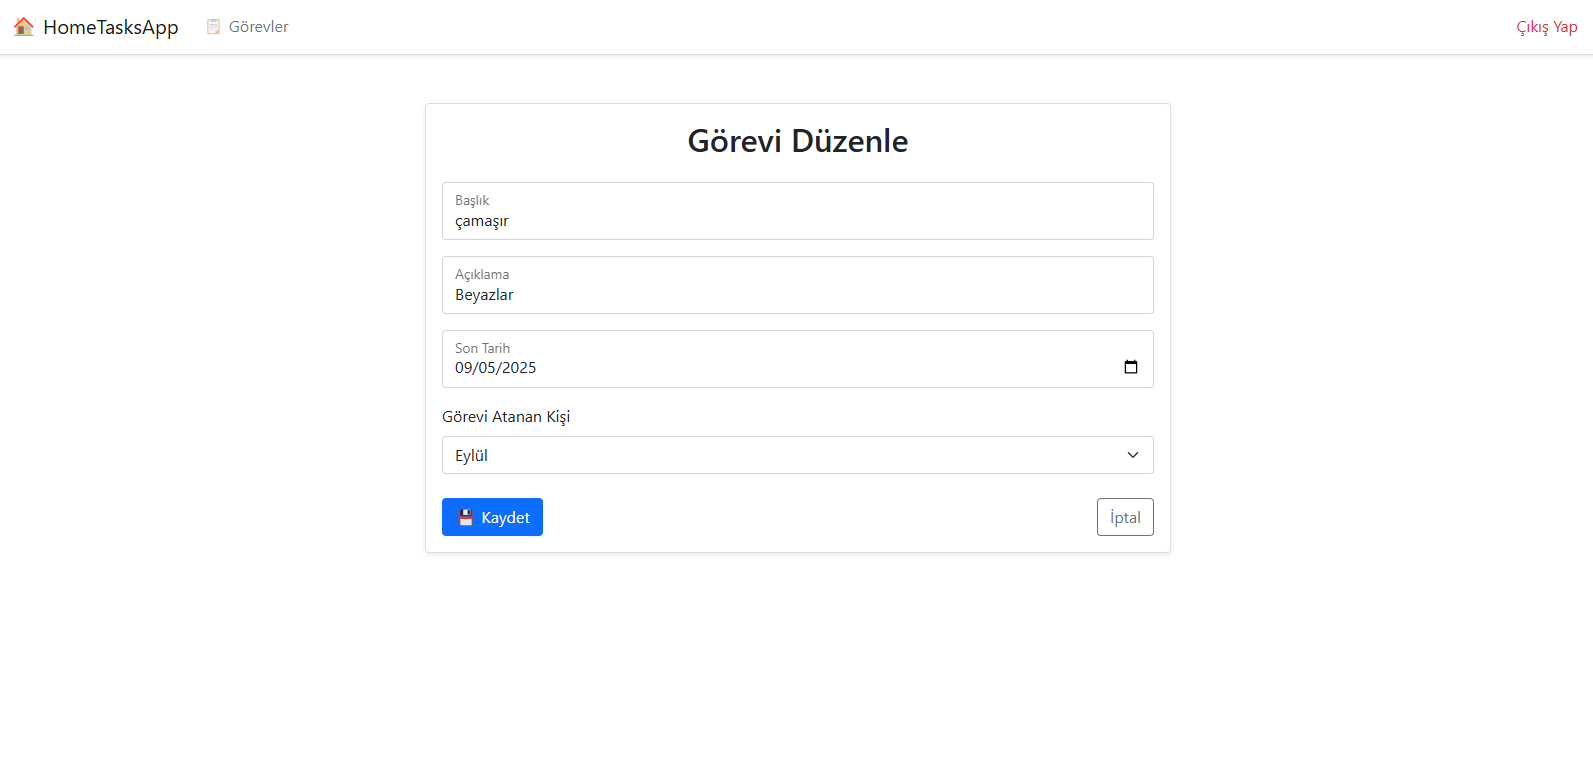 HomeTasksApp
Görevler
Çıkış Yap
Görevi Düzenle
Başlık
çamaşır
Açıklama
Beyazlar
Son Tarih
09/05/2025
Görevi Atanan Kişi
Eylül
Kaydet
İptal